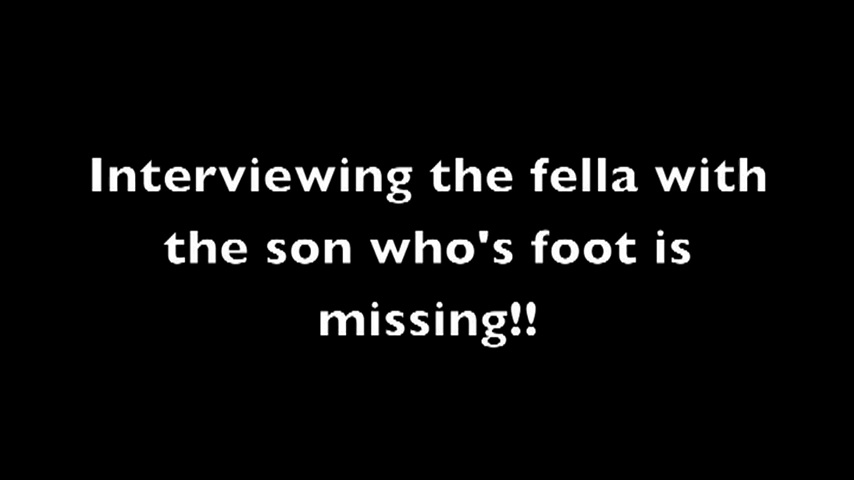 Interviewing the fella with
the son who's foot is
missing!!